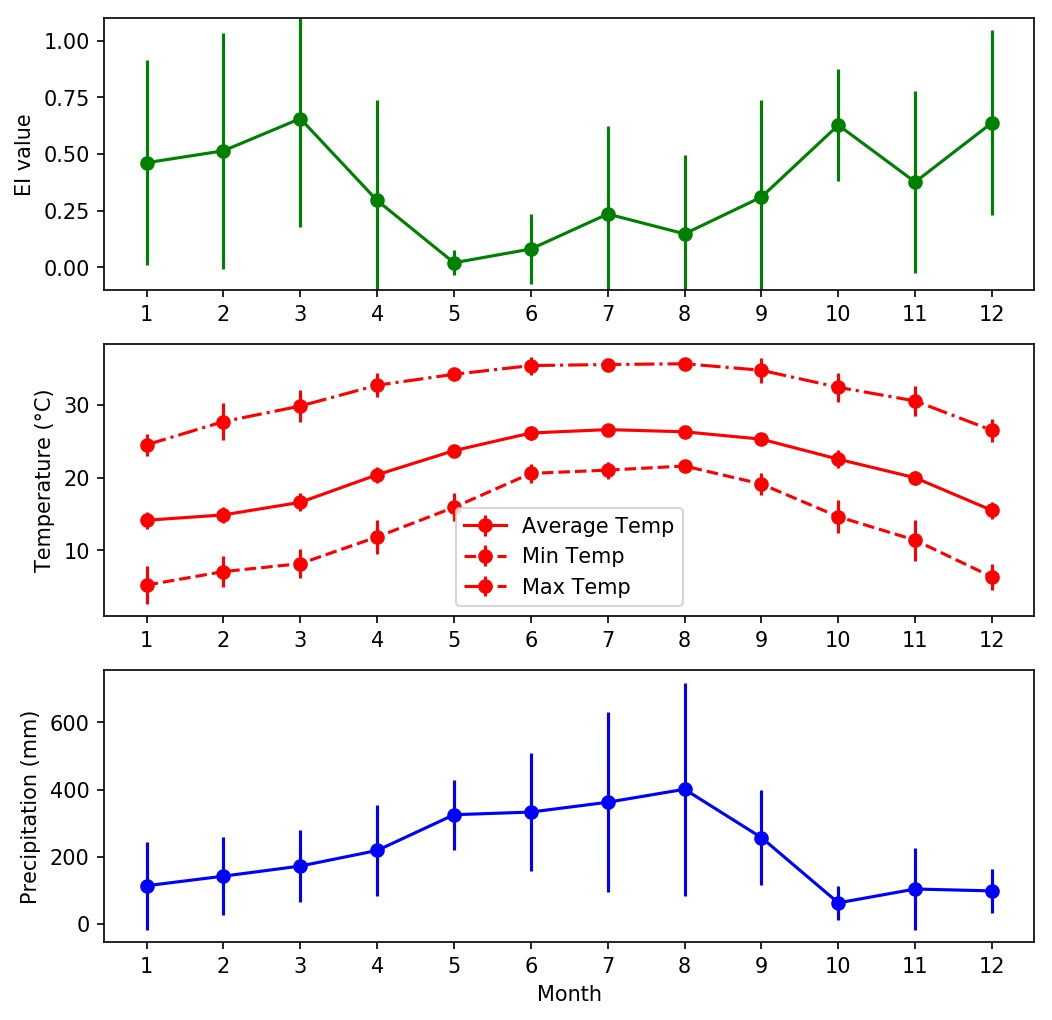 EI value
1.00
0.75
0.50
0.25
0.00
1 2 3 4 5 6 7 8 9 10 11 12
Temperature (°C)
30
20
10
Average Temp
Min Temp
Max Temp
1 2 3 4 5 6 7 8 9 10 11 12
Precipitation (mm)
600
400
200
0
1 2 3 4 5 6 7 8 9 10 11 12
Month